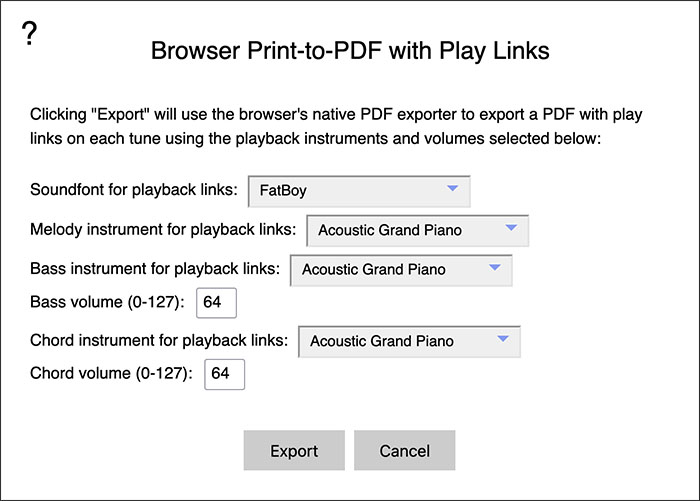 ?
Browser Print-to-PDF with Play Links
Clicking "Export" will use the browser's native PDF exporter to export a PDF with play
links on each tune using the playback instruments and volumes selected below:
Soundfont for playback links: FatBoy
Melody instrument for playback links: Acoustic Grand Piano
Bass instrument for playback links: Acoustic Grand Piano
Bass volume (0-127): 64
Chord instrument for playback links: Acoustic Grand Piano
Chord volume (0-127): 64
Export Cancel